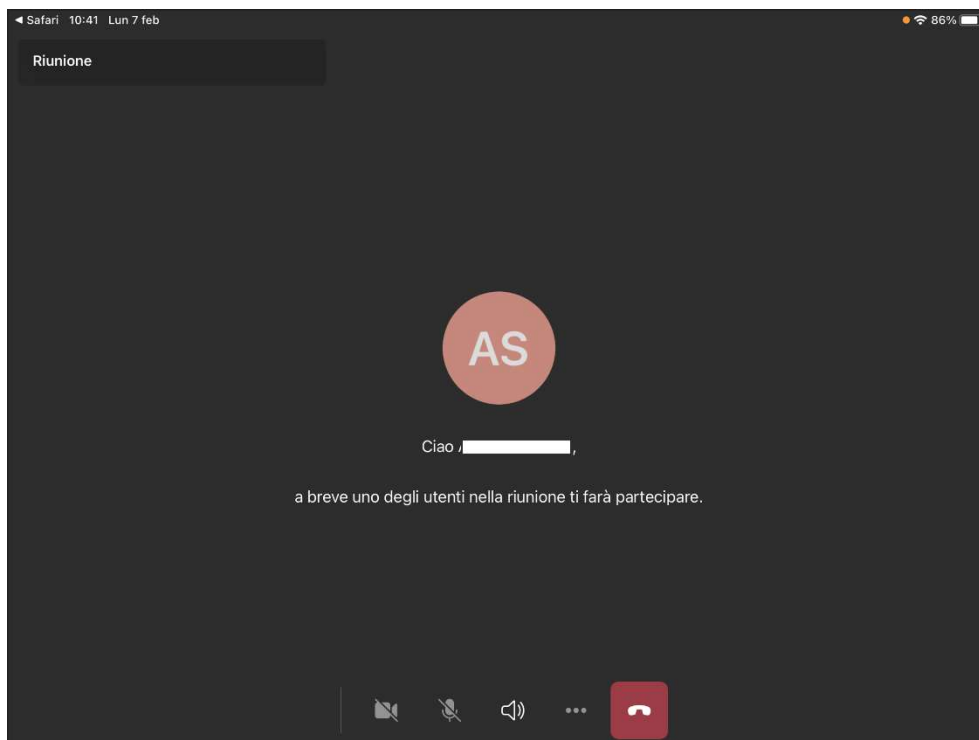 ◀ Safari 10:41 Lun 7 feb 86%
Riunione
AS
Ciao ,
a breve uno degli utenti nella riunione ti farà partecipare.